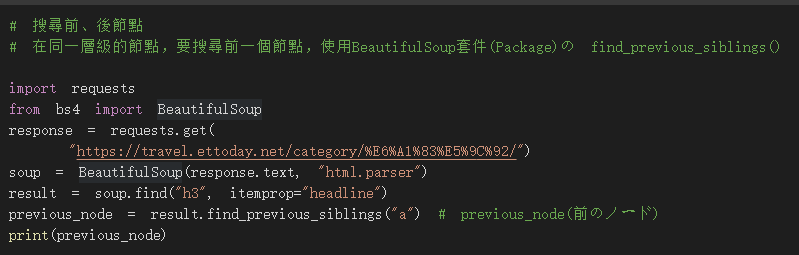 # 搜尋前、後節點
# 在同一層級的節點，要搜尋前一個節點，使用BeautifulSoup套件(Package)の find_previous_siblings()
import requests
from bs4 import BeautifulSoup
response = requests.get(
"https://travel.ettoday.net/category/%E6%A1%83%E5%9C%92/")
soup = BeautifulSoup(response.text, "html.parser")
result = soup.find("h3", itemprop="headline")
previous_node = result.find_previous_siblings("a") # previous_node(前のノード)
print(previous_node)